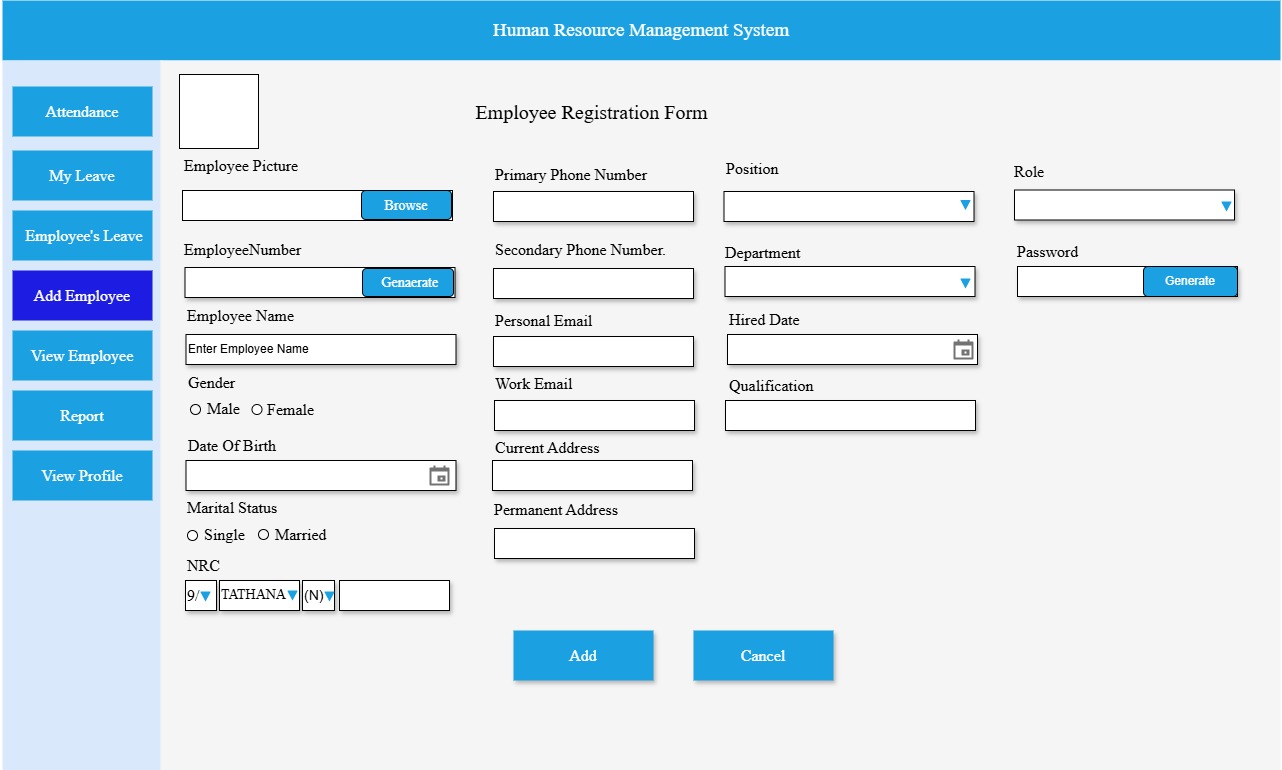 Human Resource Management System
Attendance
My Leave
Employee's Leave
Add Employee
View Employee
Report
View Profile
Employee Registration Form
Employee Picture
Browse
EmployeeNumber
Genaerate
Employee Name
Enter Employee Name
Gender
Male Female
Date Of Birth
Marital Status
Single Married
NRC
9/ TATHANA (N)
Primary Phone Number
Secondary Phone Number.
Personal Email
Work Email
Current Address
Permanent Address
Position
Department
Hired Date
Qualification
Role
Password
Generate
Add Cancel